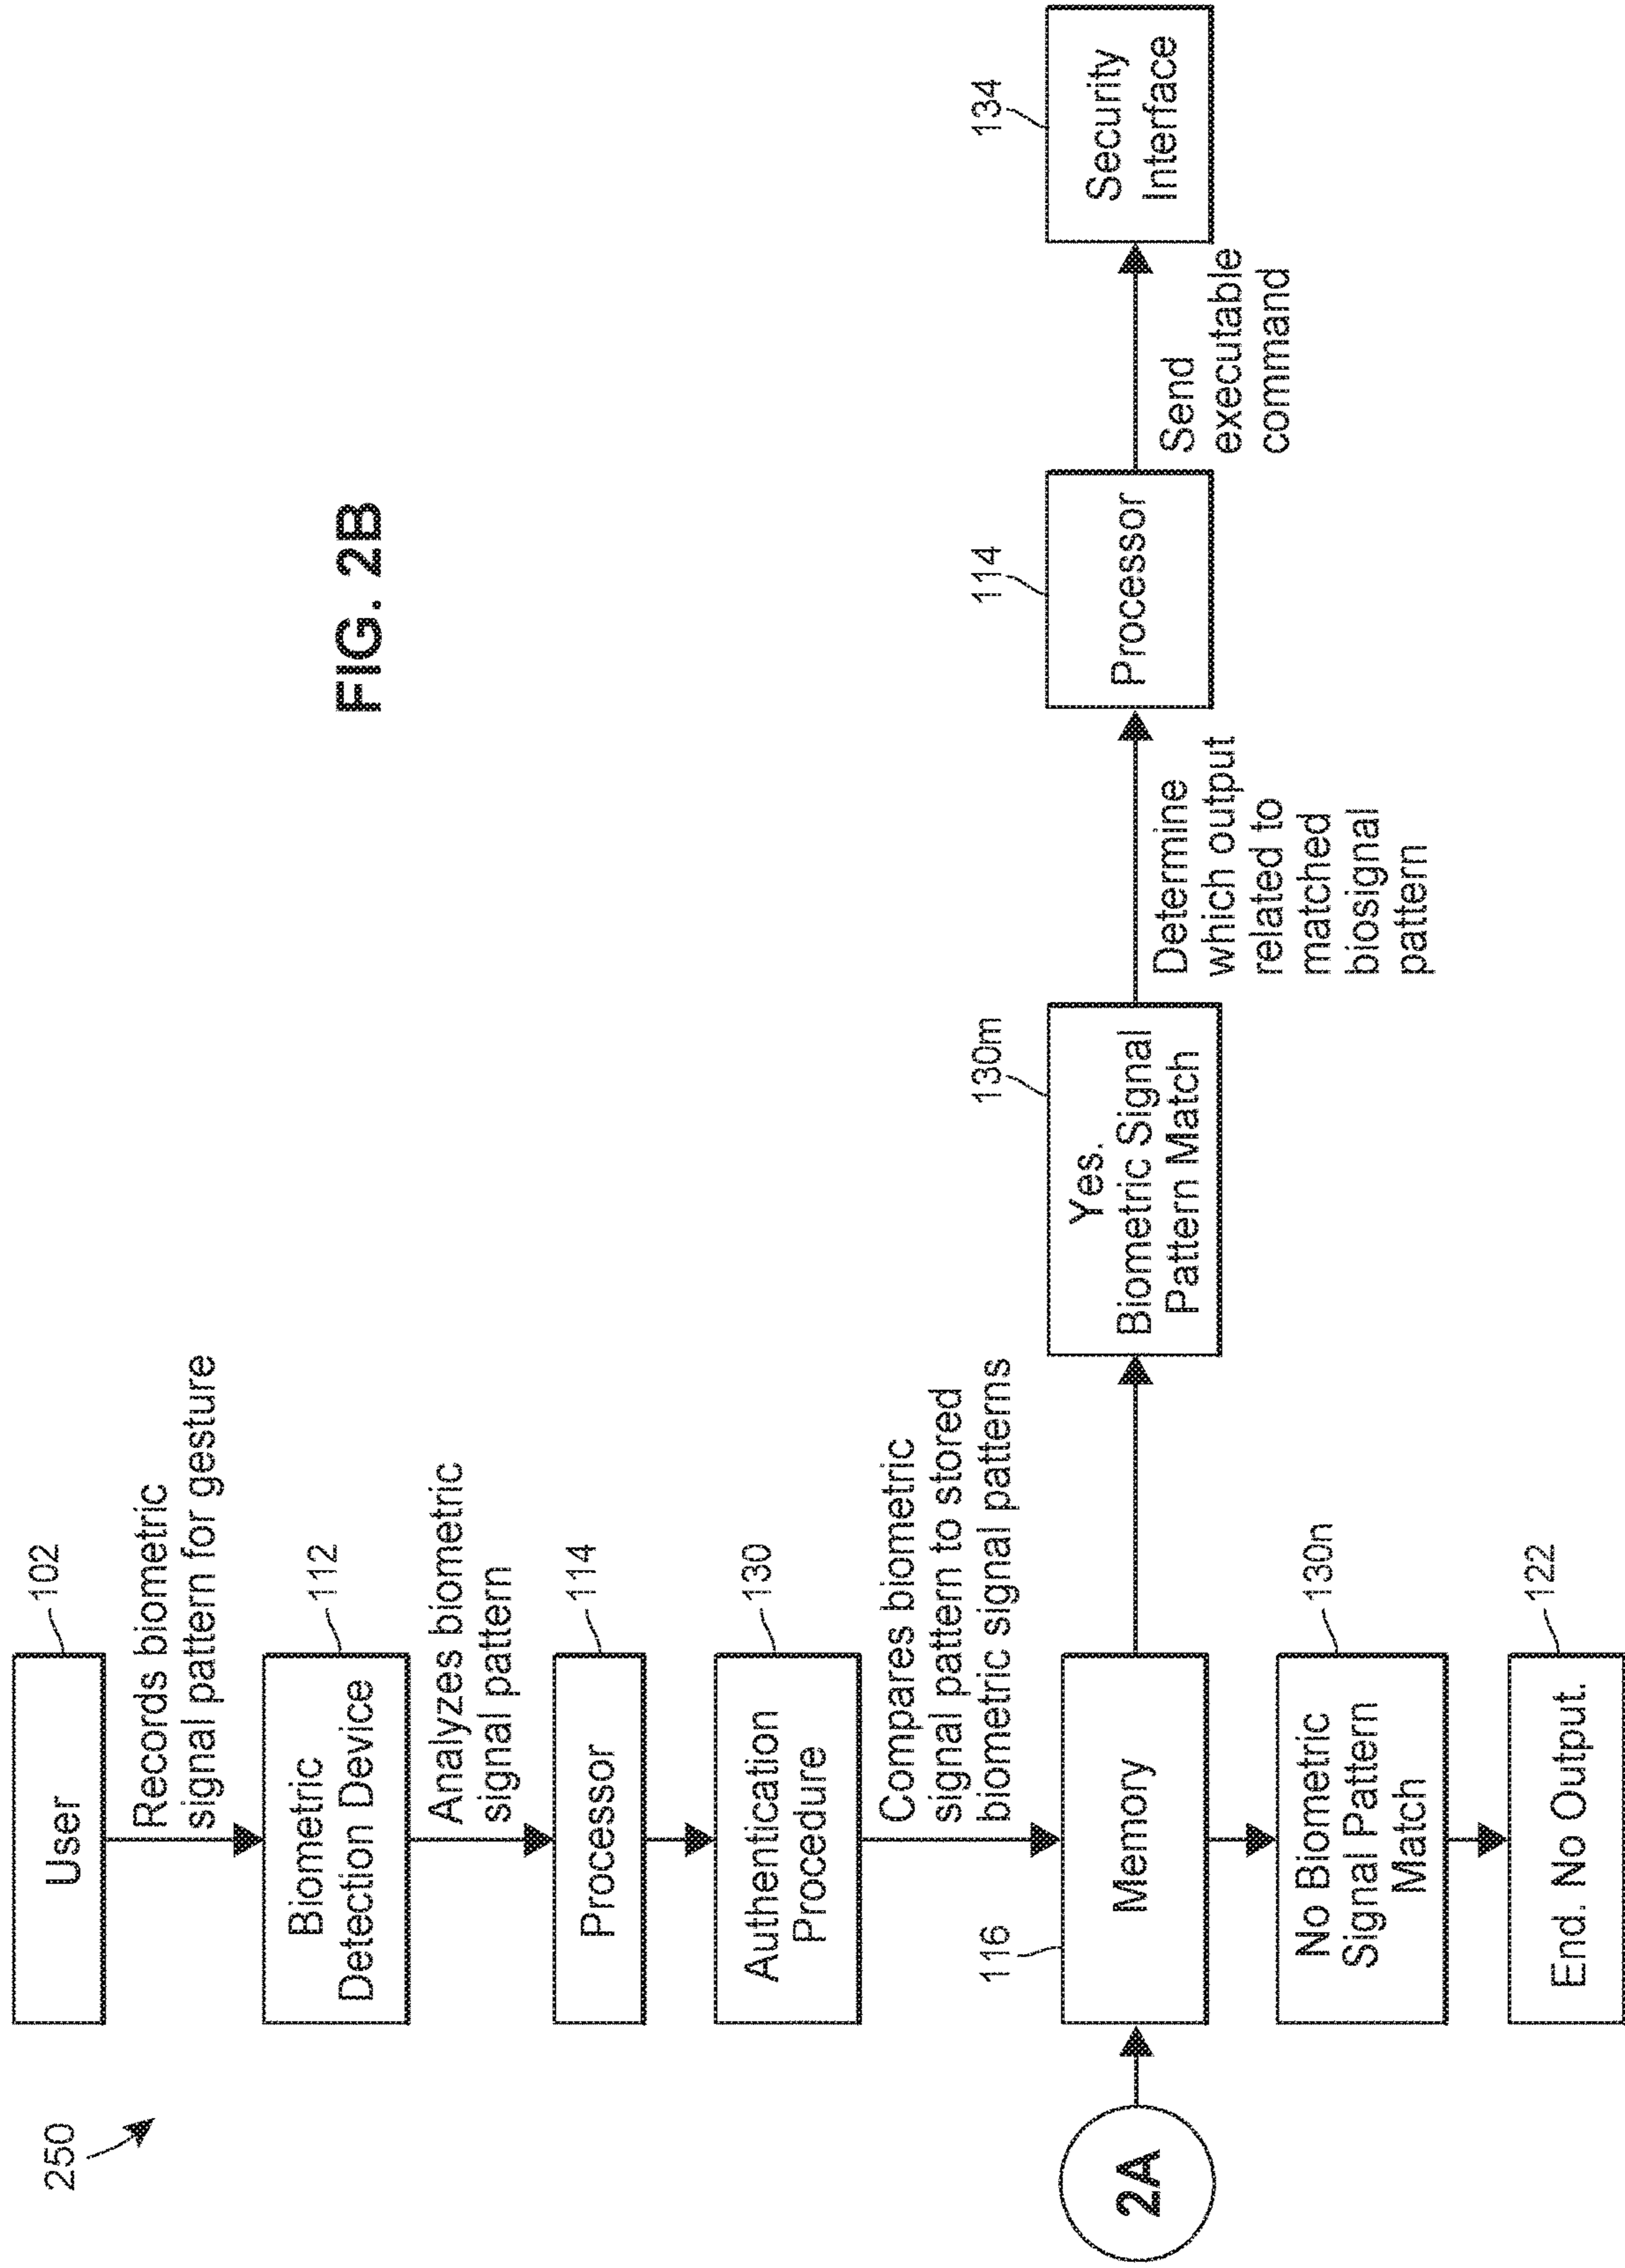 250
User
102
Records biometric
signal pattern for gesture
Biometric
Detection Device
112
Analyzes biometric
signal pattern
Processor
114
Authentication
Procedure
130
Compares biometric
signal pattern to stored
biometric signal patterns
2A
116
Memory
No Biometric
Signal Pattern
Match
130n
End. No Output.
122
Yes.
Biometric Signal
Pattern Match
130m
Determine
which output
related to
matched
biosignal
pattern
Processor
114
Send
executable
command
Security
Interface
134
FIG. 2B